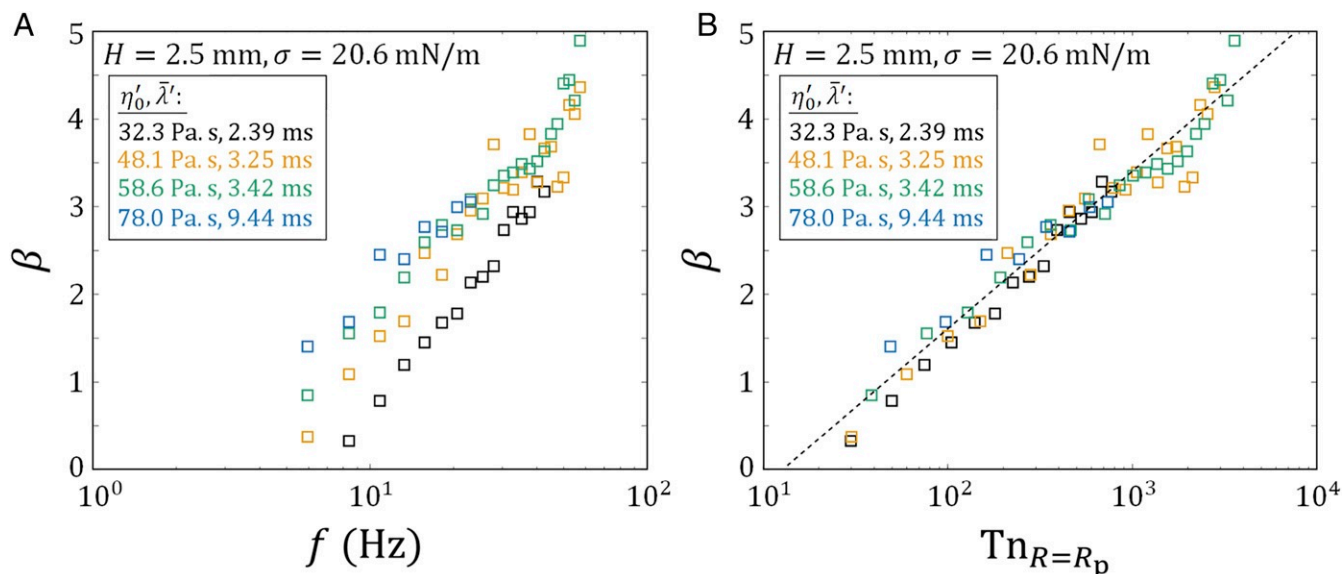 A
H = 2.5 mm, σ = 20.6 mN/m
η′₀, λ̄′:
32.3 Pa. s, 2.39 ms
48.1 Pa. s, 3.25 ms
58.6 Pa. s, 3.42 ms
78.0 Pa. s, 9.44 ms
5
4
3
2
1
0
β
10⁰
10¹
10²
f (Hz)
B
H = 2.5 mm, σ = 20.6 mN/m
η′₀, λ̄′:
32.3 Pa. s, 2.39 ms
48.1 Pa. s, 3.25 ms
58.6 Pa. s, 3.42 ms
78.0 Pa. s, 9.44 ms
5
4
3
2
1
0
β
10¹
10²
10³
10⁴
Tn_{R=R_p}